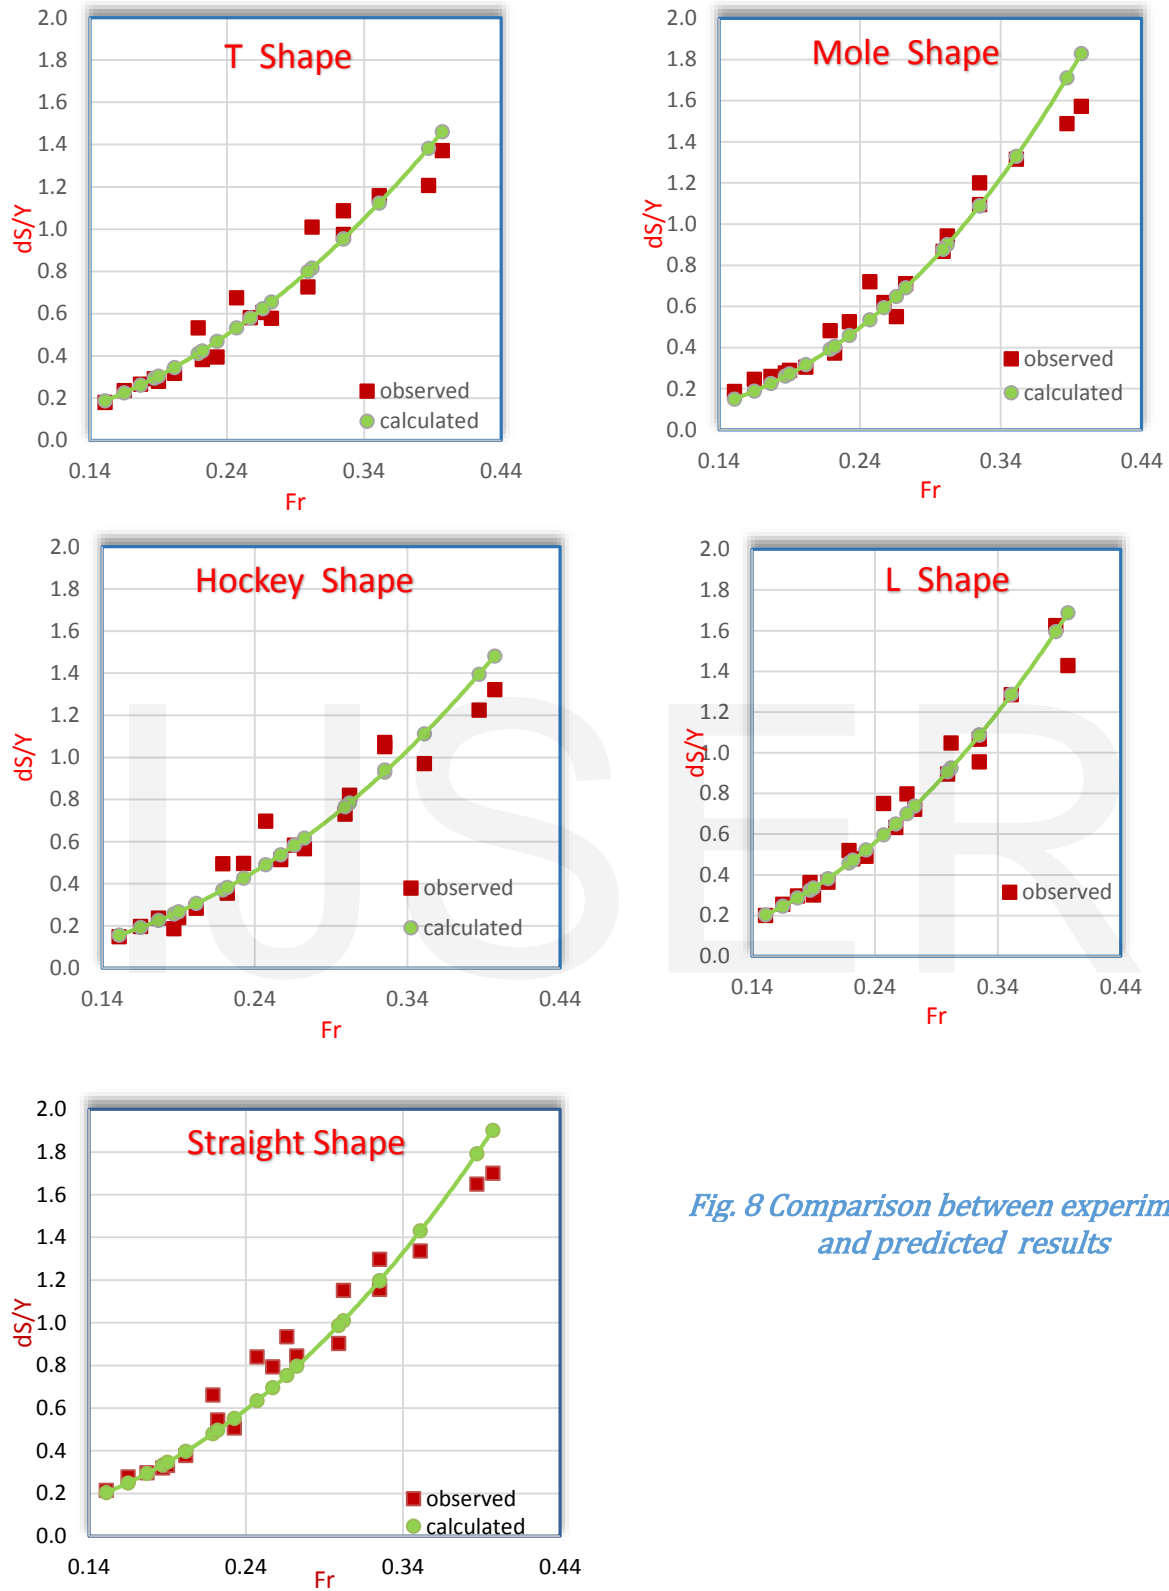 2.0
1.8
1.6
1.4
1.2
1.0
0.8
0.6
0.4
0.2
0.0
dS/Y
T Shape
observed
calculated
0.14 0.24 0.34 0.44
Fr
2.0
1.8
1.6
1.4
1.2
1.0
0.8
0.6
0.4
0.2
0.0
dS/Y
Mole Shape
observed
calculated
0.14 0.24 0.34 0.44
Fr
2.0
1.8
1.6
1.4
1.2
1.0
0.8
0.6
0.4
0.2
0.0
dS/Y
Hockey Shape
observed
calculated
0.14 0.24 0.34 0.44
Fr
2.0
1.8
1.6
1.4
1.2
1.0
0.8
0.6
0.4
0.2
0.0
dS/Y
L Shape
observed
0.14 0.24 0.34 0.44
Fr
IJSER
2.0
1.8
1.6
1.4
1.2
1.0
0.8
0.6
0.4
0.2
0.0
dS/Y
Straight Shape
observed
calculated
0.14 0.24 0.34 0.44
Fr
Fig. 8 Comparison between experim
and predicted results